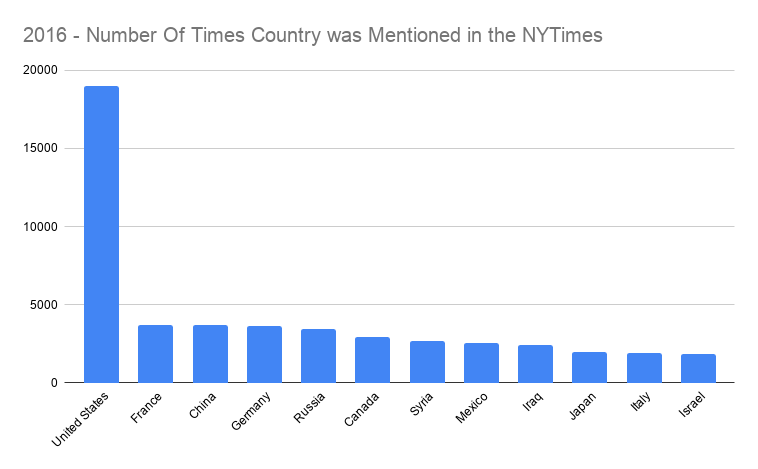 2016 - Number Of Times Country was Mentioned in the NYTimes
20000
15000
10000
5000
0
United States
France
China
Germany
Russia
Canada
Syria
Mexico
Iraq
Japan
Italy
Israel